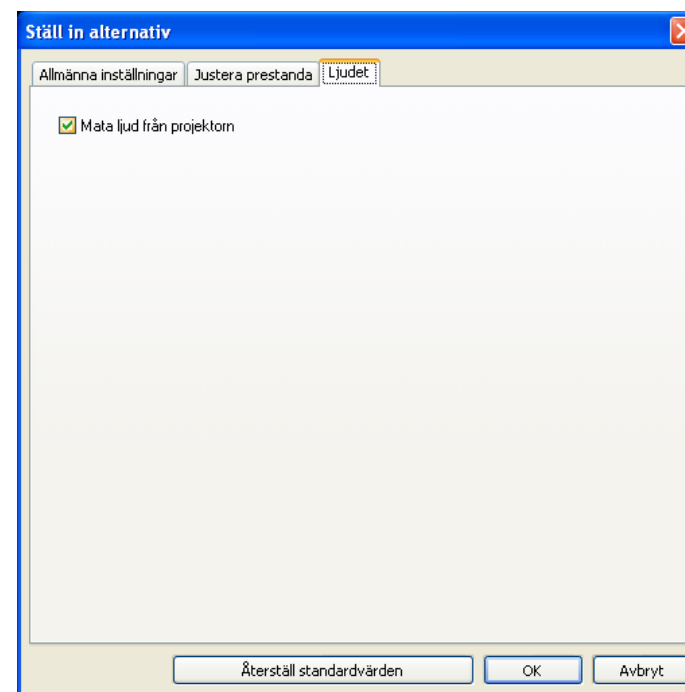 Ställ in alternativ
Allmänna inställningar Justera prestanda Ljudet
Mata ljud från projektorn
Återställ standardvärden OK Avbryt